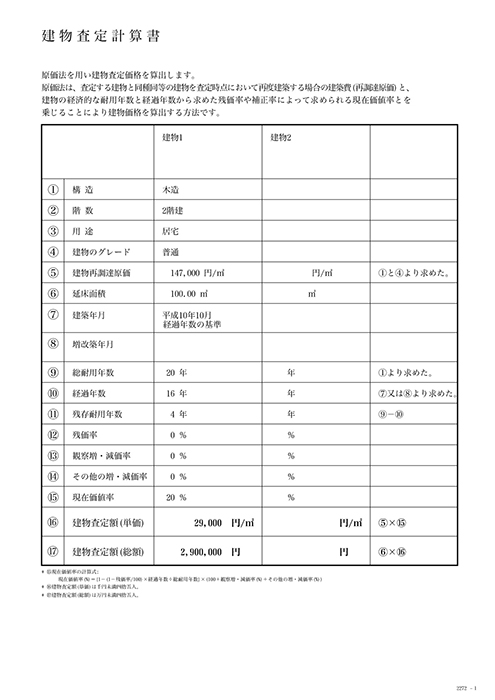 建物査定計算書
原価法を用い建物査定価格を算出します。
原価法は、査定する建物と同種同等の建物を査定時点において再度建築する場合の建築費(再調達原価)と、
建物の経済的な耐用年数と経過年数から求めた残価率や補正率によって求められる現在価値率とを
乗じることにより建物価格を算出する方法です。
建物1 建物2
① 構 造 木造
② 階 数 2階建
③ 用 途 居宅
④ 建物のグレード 普通
⑤ 建物再調達原価 147,000 円/㎡ 円/㎡ ①と④より求めた。
⑥ 延床面積 100.00 ㎡ ㎡
⑦ 建築年月 平成10年10月
経過年数の基準
⑧ 増改築年月
⑨ 総耐用年数 20 年 年 ①より求めた。
⑩ 経過年数 16 年 年 ⑦又は⑧より求めた。
⑪ 残存耐用年数 4 年 年 ⑨－⑩
⑫ 残価率 0 % %
⑬ 観察増・減価率 0 % %
⑭ その他の増・減価率 0 % %
⑮ 現在価値率 20 % %
⑯ 建物査定額(単価) 29,000 円/㎡ 円/㎡ ⑤×⑮
⑰ 建物査定額(総額) 2,900,000 円 円 ⑥×⑯
* ⑮現在価値率の計算式：
現在価値率(%)＝[1－(1－残価率/100)×経過年数÷総耐用年数]×(100＋観察増・減価率(%)＋その他の増・減価率(%))
* ⑯建物査定額(単価)は千円未満四捨五入。
* ⑰建物査定額(総額)は万円未満四捨五入。
2272 - 1